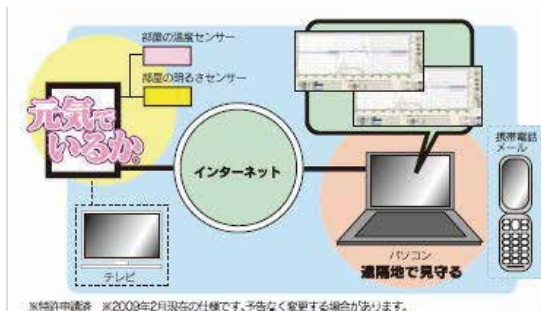 部屋の温度センサー
部屋の明るさセンサー
元気で
いるか。
インターネット
テレビ
パソコン
遠隔地で見守る
携帯電話
メール
※特許申請済 ※2009年2月現在の仕様です。予告なく変更する場合があります。